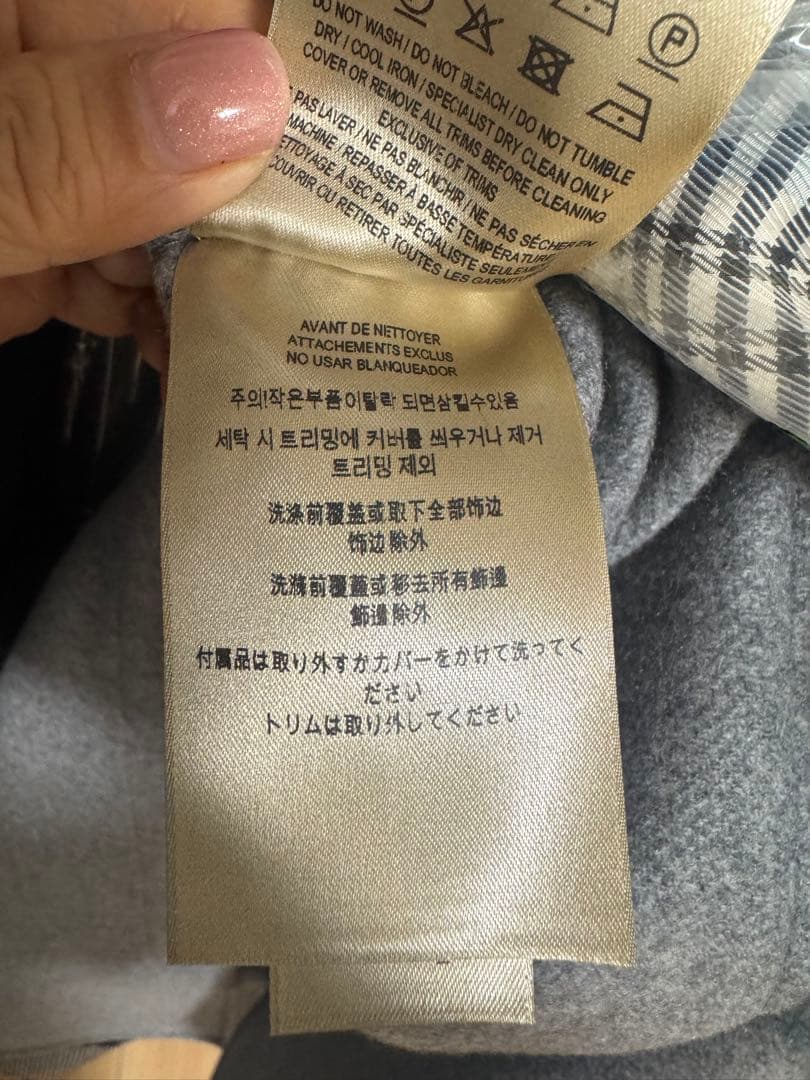 P
DO NOT WASH / DO NOT BLEACH / DO NOT TUMBLE
DRY / COOL IRON / SPECIALIST DRY CLEAN ONLY
COVER OR REMOVE ALL TRIMS BEFORE CLEANING
EXCLUSIVE OF TRIMS
PAS LAVER / NE PAS BLANCHIR / NE PAS SÉCHER EN
MACHINE / REPASSER À BASSE TEMPÉRATURE
ETTOYAGE À SEC PAR SPÉCIALISTE SEULEME
COUVRIR OU RETIRER TOUTES LES GARNITU
AVANT DE NETTOYER
ATTACHEMENTS EXCLUS
NO USAR BLANQUEADOR
주의!작은부품이탈락 되면삼킬수있음
세탁 시 트리밍에 커버를 씌우거나 제거
트리밍 제외
洗涤前覆盖或取下全部饰边
饰边除外
洗滌前覆蓋或移去所有飾邊
飾邊除外
付属品は取り外すかカバーをかけて洗ってく
ださい
トリムは取り外してください